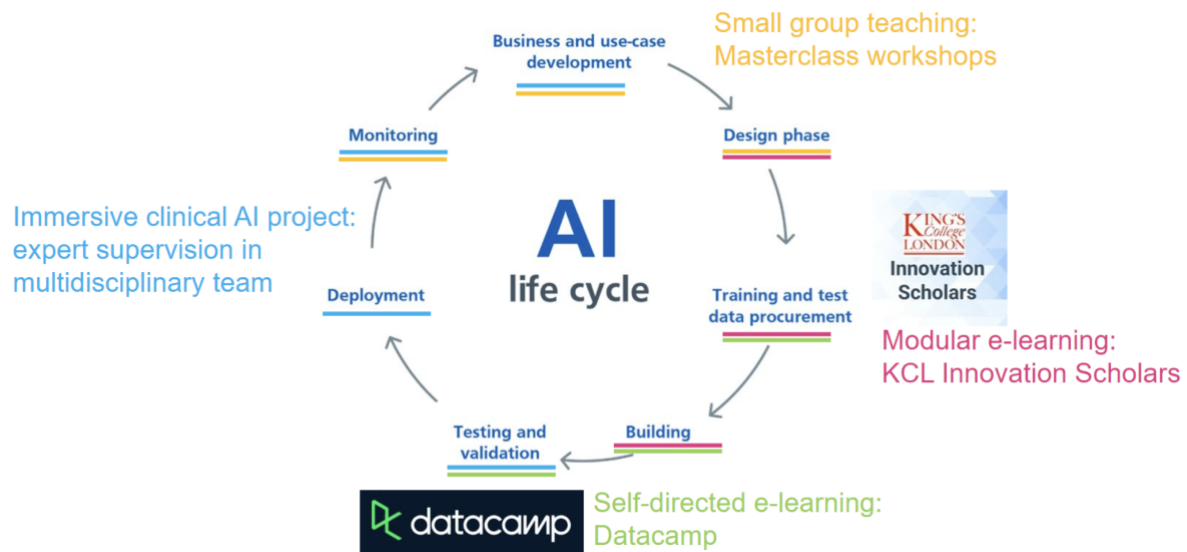 Small group teaching:
Masterclass workshops
Business and use-case
development
Monitoring
Design phase
Immersive clinical AI project:
expert supervision in
multidisciplinary team
AI
life cycle
KING'S
College
LONDON
Innovation
Scholars
Deployment
Training and test
data procurement
Modular e-learning:
KCL Innovation Scholars
Testing and
validation
Building
datacamp
Self-directed e-learning:
Datacamp